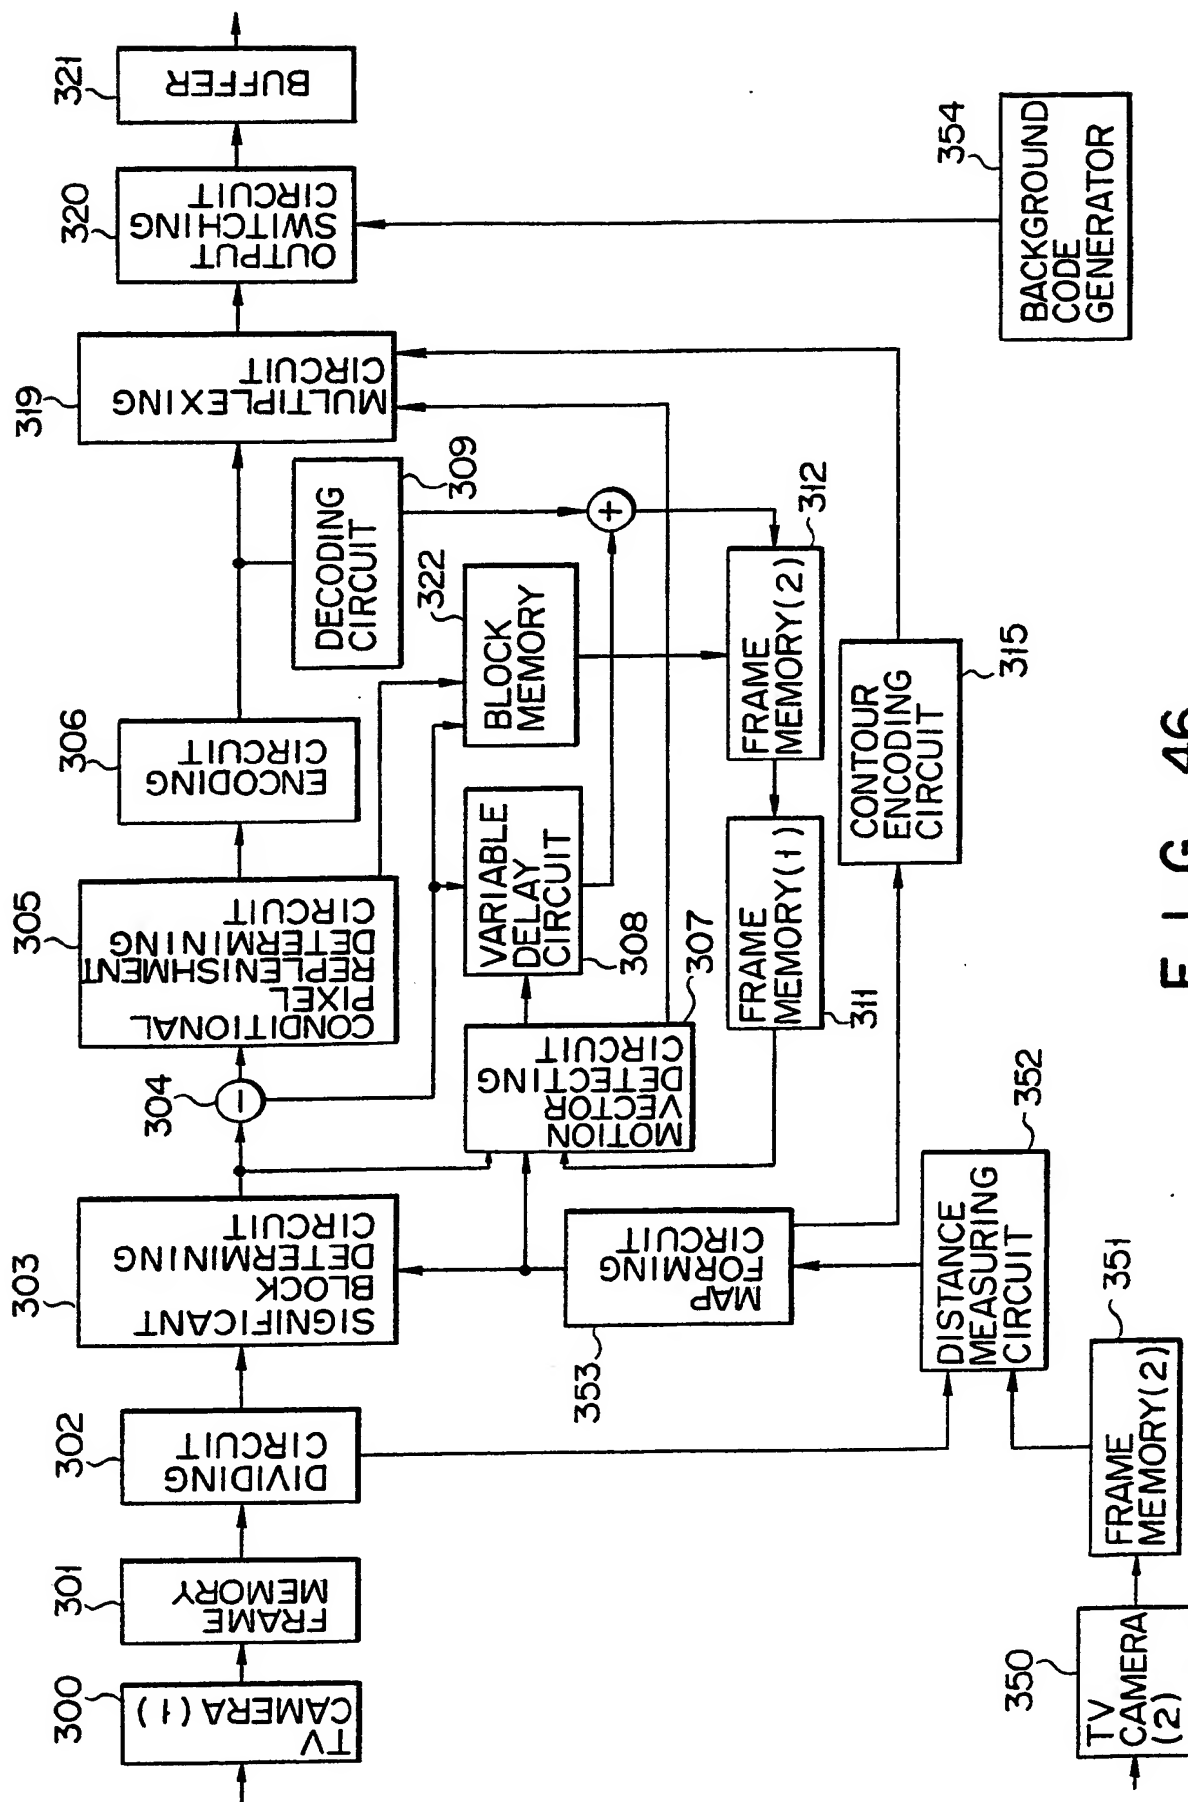 300
TV
CAMERA (1)
301
FRAME
MEMORY
302
DIVIDING
CIRCUIT
303
SIGNIFICANT
BLOCK
DETERMINING
CIRCUIT
304
−
305
CONDITIONAL
PIXEL
REPLENISHMENT
DETERMINING
CIRCUIT
306
ENCODING
CIRCUIT
319
MULTIPLEXING
CIRCUIT
320
OUTPUT
SWITCHING
CIRCUIT
321
BUFFER
309
DECODING
CIRCUIT
322
BLOCK
MEMORY
+
VARIABLE
DELAY
CIRCUIT
308
MOTION
VECTOR
DETECTING
CIRCUIT
307
312
FRAME
MEMORY(2)
FRAME
MEMORY(1)
311
353
MAP
FORMING
CIRCUIT
CONTOUR
ENCODING
CIRCUIT
315
352
DISTANCE
MEASURING
CIRCUIT
354
BACKGROUND
CODE
GENERATOR
350
TV
CAMERA
(2)
351
FRAME
MEMORY(2)
FIG. 46